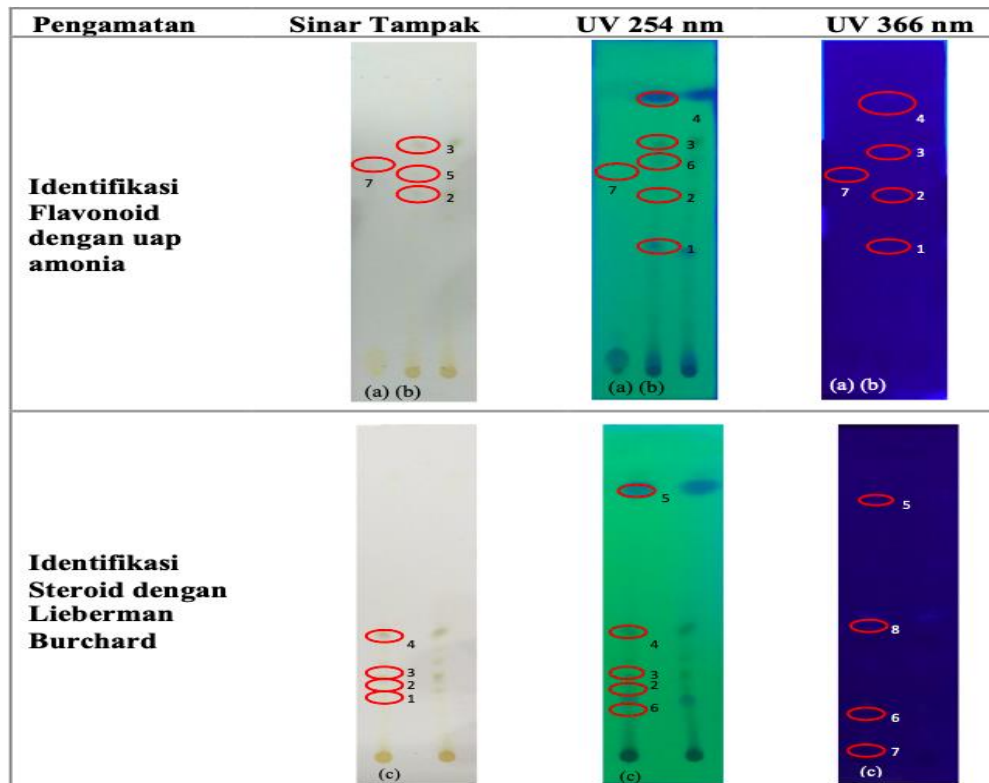 Pengamatan Sinar Tampak UV 254 nm UV 366 nm
Identifikasi
Flavonoid
dengan uap
amonia
3
7
5
2
(a) (b)
4
3
6
7
2
1
(a) (b)
4
3
7
2
1
(a) (b)
Identifikasi
Steroid dengan
Lieberman
Burchard
4
3
2
1
(c)
5
4
3
2
6
(c)
5
8
6
7
(c)